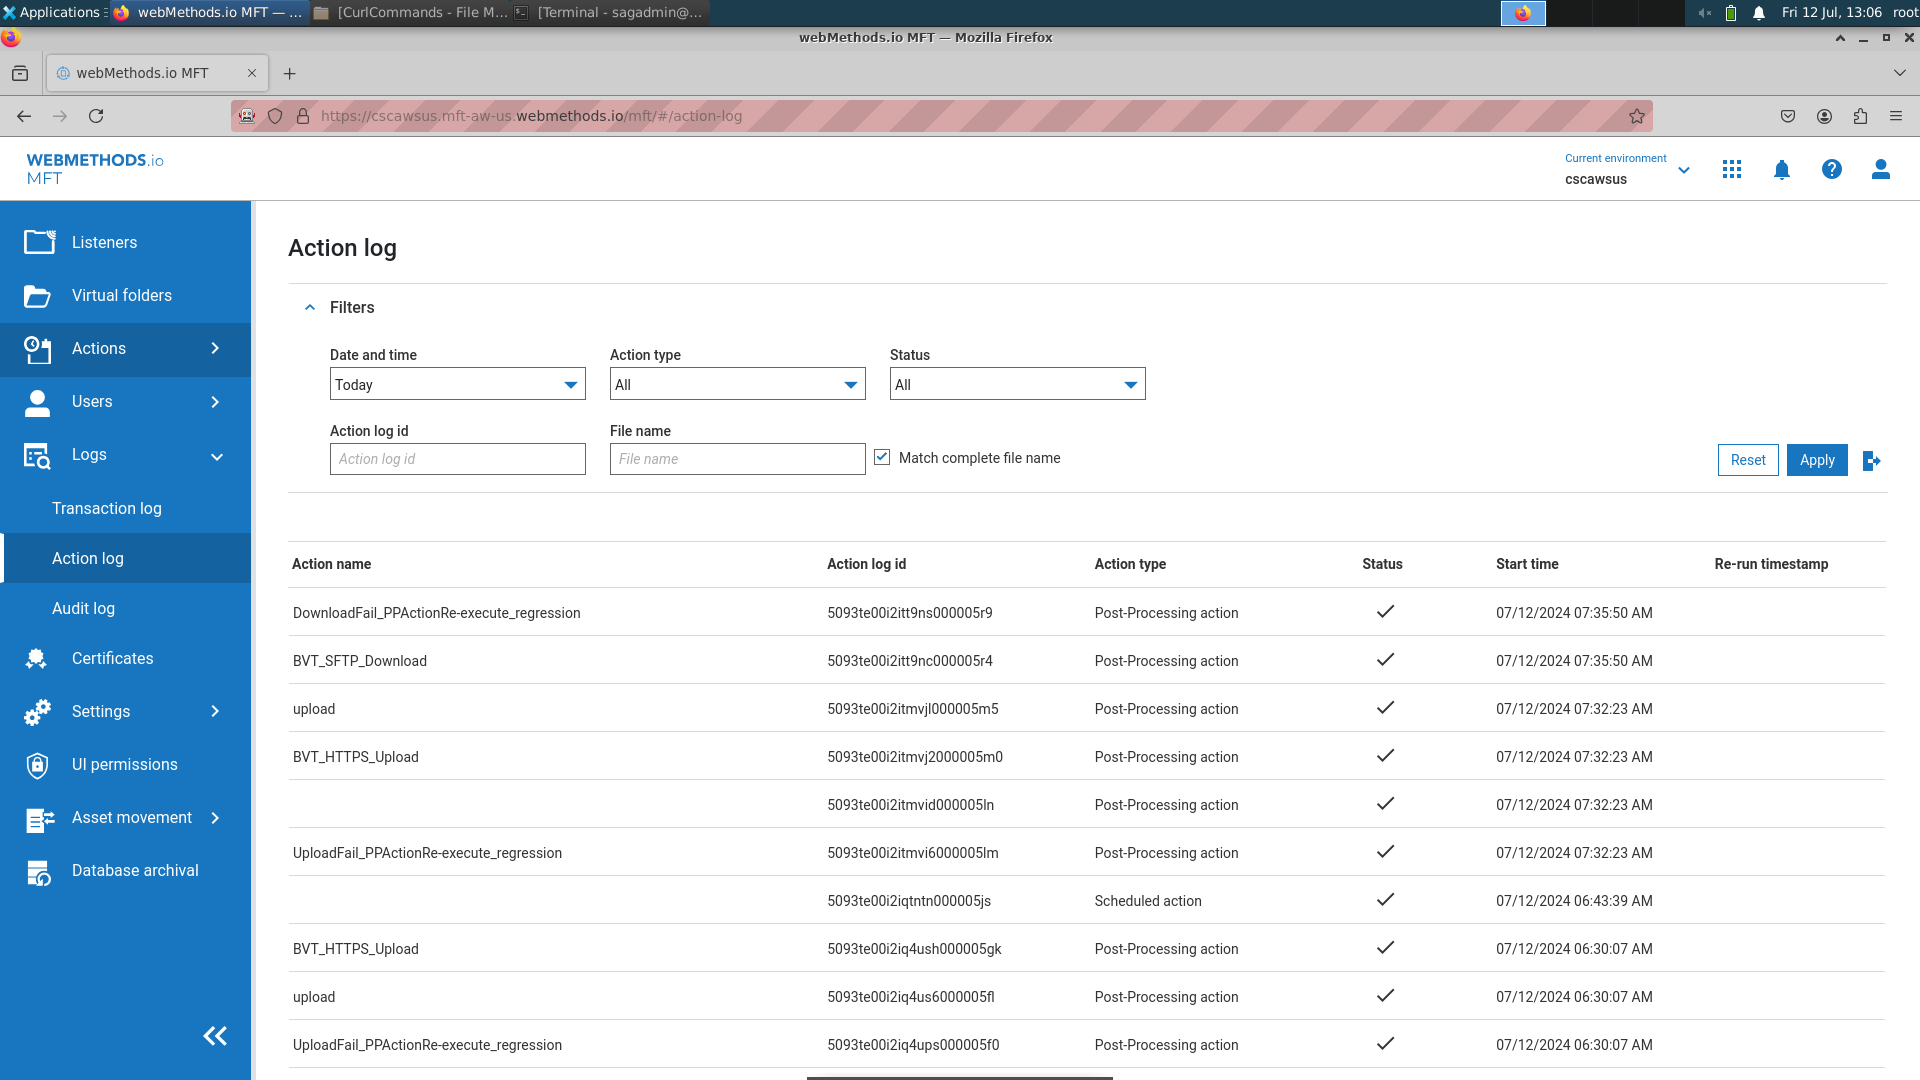 Applications
webMethods.io MFT — ...
[CurlCommands - File M...
[Terminal - sagadmin@...
Fri 12 Jul, 13:06
root
webMethods.io MFT — Mozilla Firefox
webMethods.io MFT
https://cscawsus.mft-aw-us.webmethods.io/mft/#/action-log
WEBMETHODS.io
MFT
Current environment
cscawsus
Listeners
Virtual folders
Actions
Users
Logs
Transaction log
Action log
Audit log
Certificates
Settings
UI permissions
Asset movement
Database archival
Action log
Filters
Date and time Action type Status
Today All All
Action log id File name
Action log id File name Match complete file name
Reset Apply
Action name Action log id Action type Status Start time Re-run timestamp
DownloadFail_PPActionRe-execute_regression 5093te00i2itt9ns000005r9 Post-Processing action 07/12/2024 07:35:50 AM
BVT_SFTP_Download 5093te00i2itt9nc000005r4 Post-Processing action 07/12/2024 07:35:50 AM
upload 5093te00i2itmvjl000005m5 Post-Processing action 07/12/2024 07:32:23 AM
BVT_HTTPS_Upload 5093te00i2itmvj2000005m0 Post-Processing action 07/12/2024 07:32:23 AM
5093te00i2itmvid000005ln Post-Processing action 07/12/2024 07:32:23 AM
UploadFail_PPActionRe-execute_regression 5093te00i2itmvi6000005lm Post-Processing action 07/12/2024 07:32:23 AM
5093te00i2iqtntn000005js Scheduled action 07/12/2024 06:43:39 AM
BVT_HTTPS_Upload 5093te00i2iq4ush000005gk Post-Processing action 07/12/2024 06:30:07 AM
upload 5093te00i2iq4us6000005fl Post-Processing action 07/12/2024 06:30:07 AM
UploadFail_PPActionRe-execute_regression 5093te00i2iq4ups000005f0 Post-Processing action 07/12/2024 06:30:07 AM